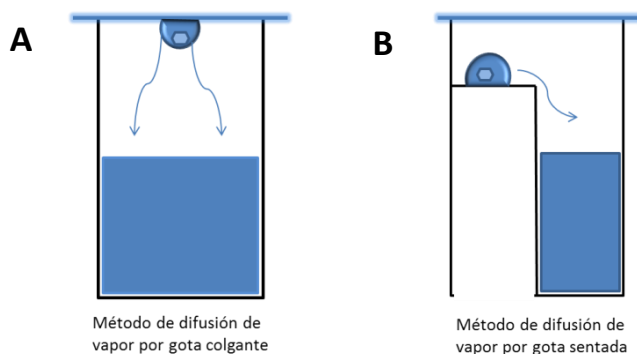 A
B
Método de difusión de
vapor por gota colgante
Método de difusión de
vapor por gota sentada